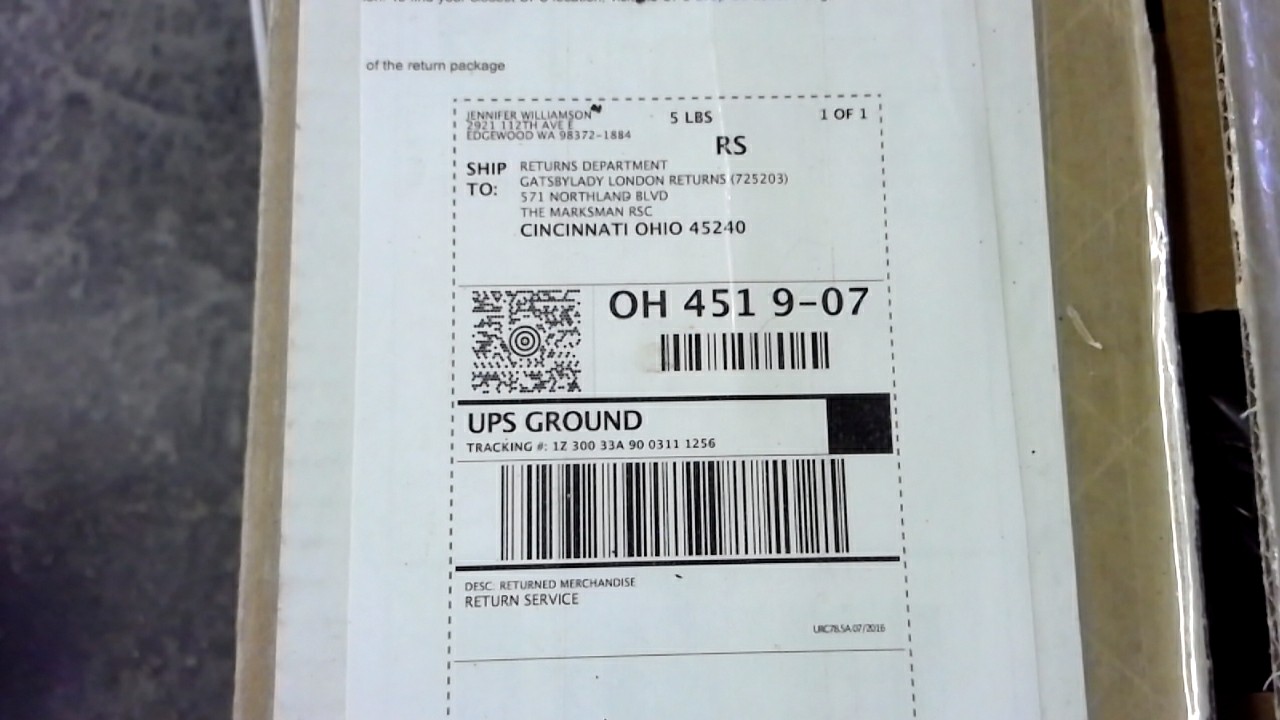 of the return package
JENNIFER WILLIAMSON
2921 112TH AVE E
EDGEWOOD WA 98372-1884
5 LBS
1 OF 1
RS
SHIP TO:
RETURNS DEPARTMENT
GATSBYLADY LONDON RETURNS (725203)
571 NORTHLAND BLVD
THE MARKSMAN RSC
CINCINNATI OHIO 45240
OH 451 9-07
UPS GROUND
TRACKING #: 1Z 300 33A 90 0311 1256
DESC: RETURNED MERCHANDISE
RETURN SERVICE
07/2016